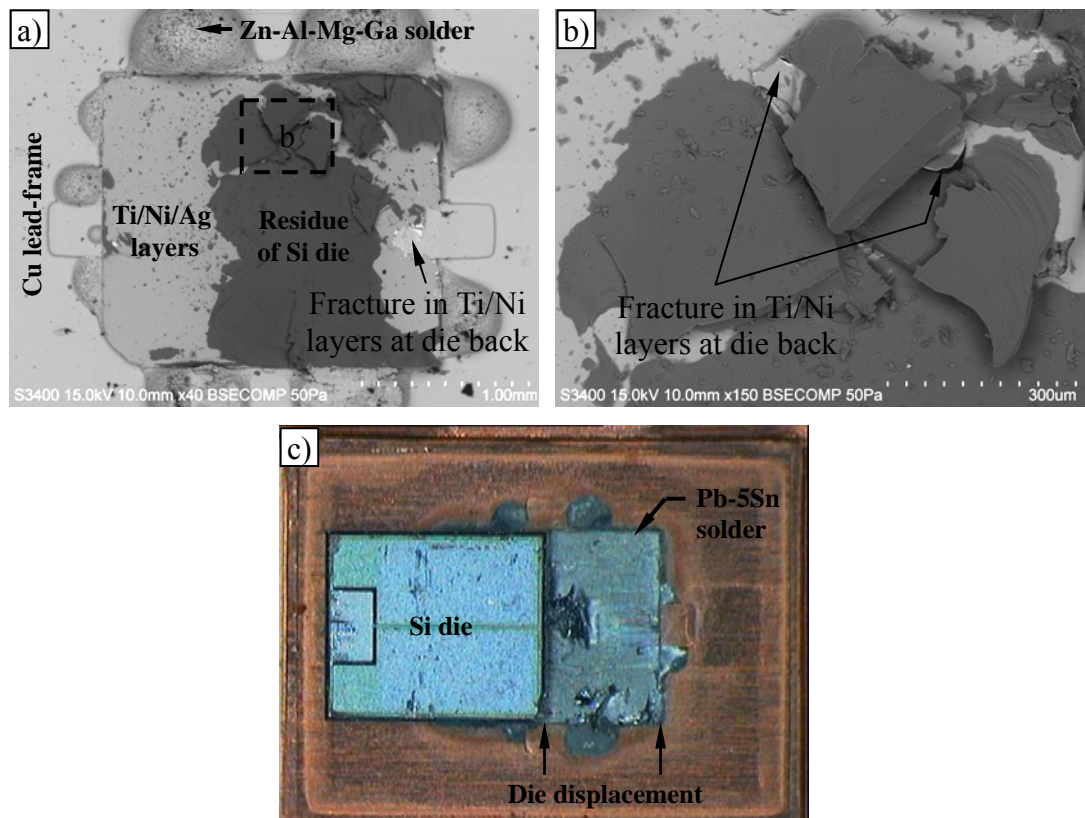 a)
Zn-Al-Mg-Ga solder
b
Cu lead-frame
Ti/Ni/Ag
layers
Residue
of Si die
Fracture in Ti/Ni
layers at die back
S3400 15.0kV 10.0mm x40 BSECOMP 50Pa
1.00mm
b)
Fracture in Ti/Ni
layers at die back
S3400 15.0kV 10.0mm x150 BSECOMP 50Pa
300um
c)
Pb-5Sn
solder
Si die
Die displacement